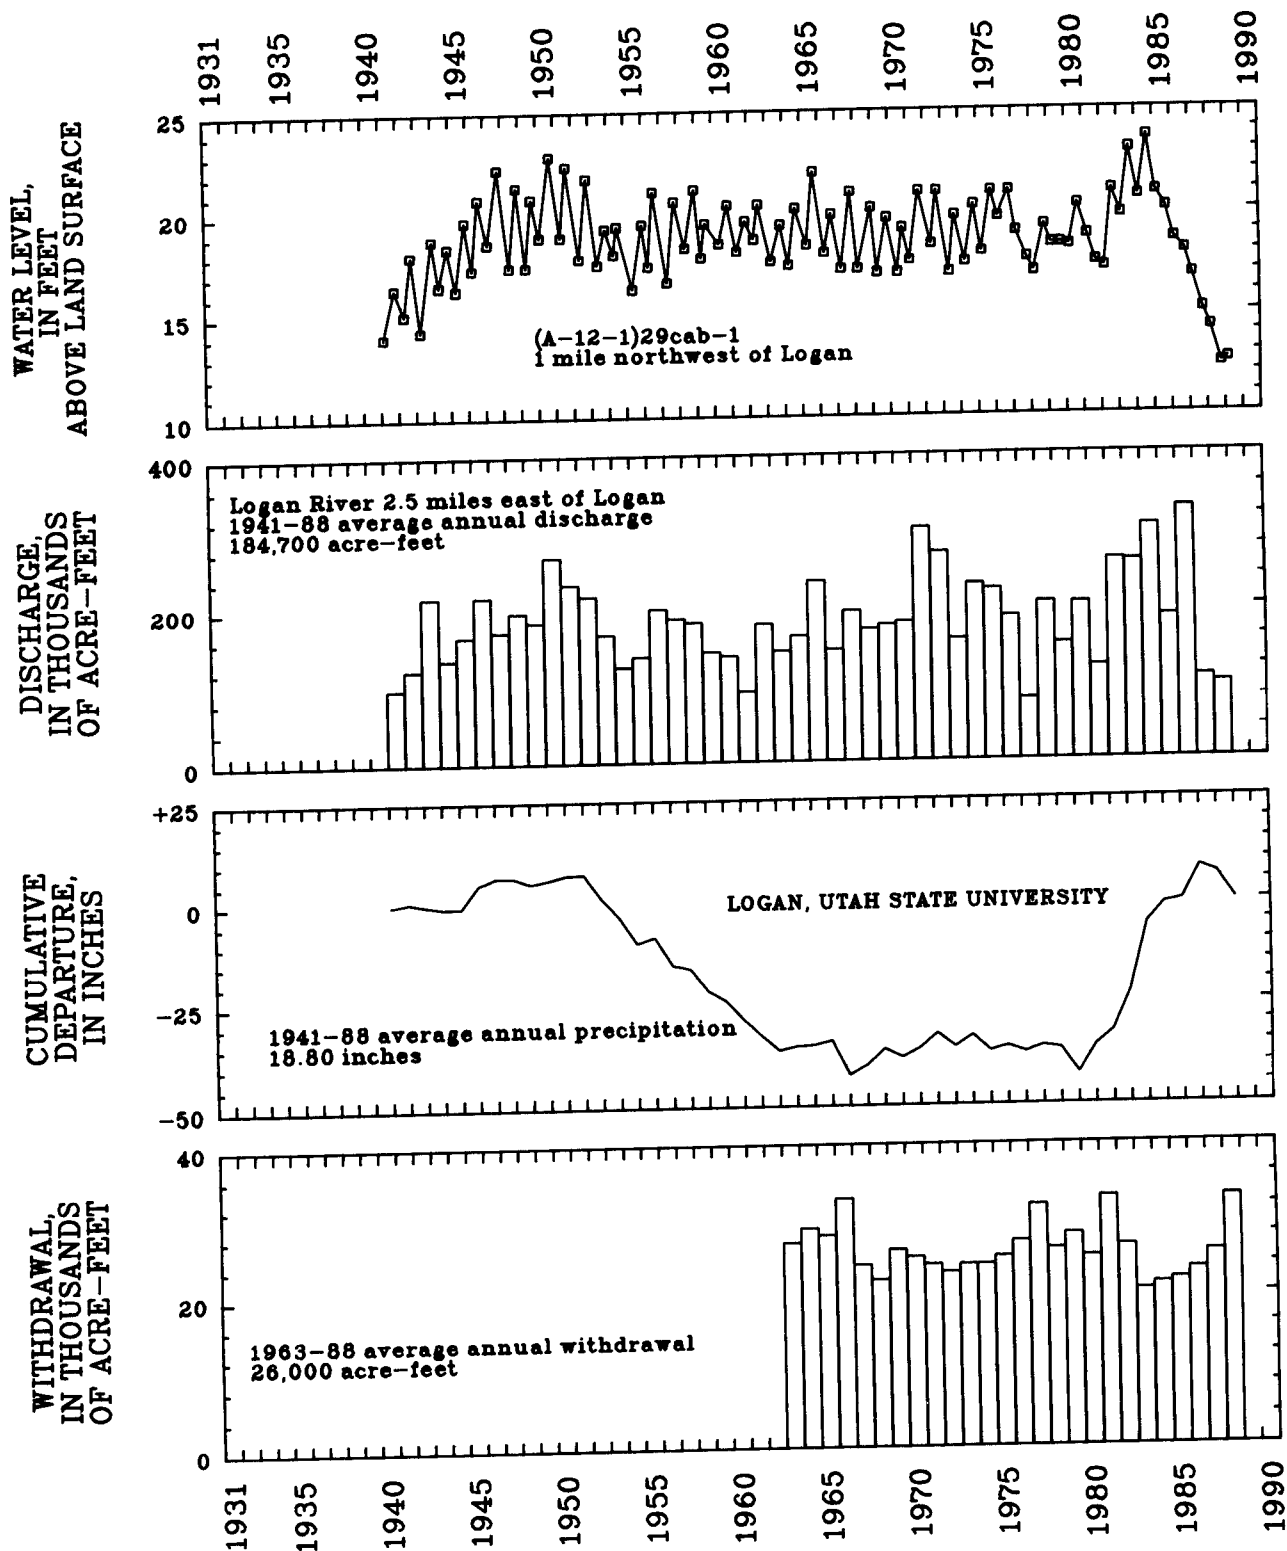 1931 1935 1940 1945 1950 1955 1960 1965 1970 1975 1980 1985 1990
WATER LEVEL,
IN FEET
ABOVE LAND SURFACE
25
20
15
10
(A-12-1)29cab-1
1 mile northwest of Logan
DISCHARGE,
IN THOUSANDS
OF ACRE-FEET
400
200
0
Logan River 2.5 miles east of Logan
1941-88 average annual discharge
184,700 acre-feet
CUMULATIVE
DEPARTURE,
IN INCHES
+25
0
-25
-50
LOGAN, UTAH STATE UNIVERSITY
1941-88 average annual precipitation
18.80 inches
WITHDRAWAL,
IN THOUSANDS
OF ACRE-FEET
40
20
0
1963-88 average annual withdrawal
26,000 acre-feet
1931 1935 1940 1945 1950 1955 1960 1965 1970 1975 1980 1985 1990